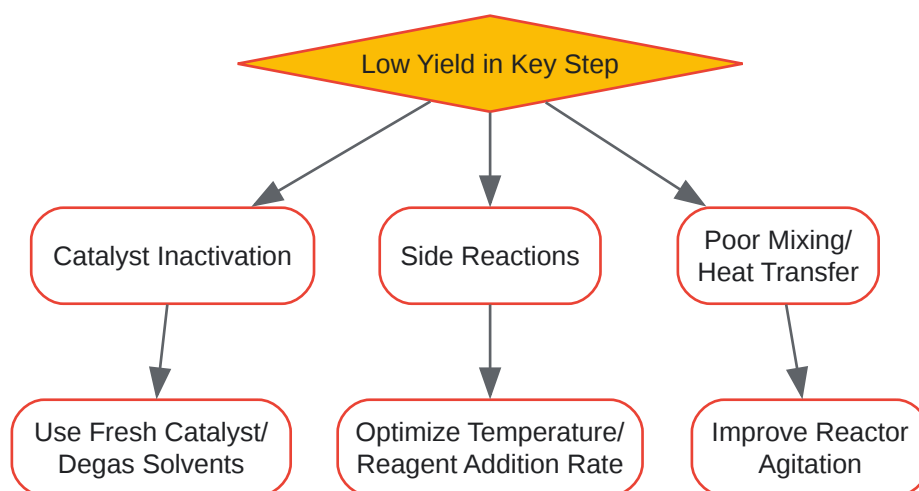 Low Yield in Key Step
Catalyst Inactivation
Side Reactions
Poor Mixing/
Heat Transfer
Use Fresh Catalyst/
Degas Solvents
Optimize Temperature/
Reagent Addition Rate
Improve Reactor
Agitation